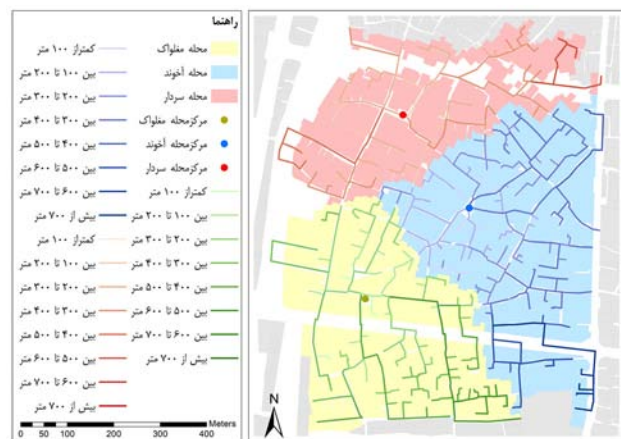 راهنما
محله مغلواک
محله آخوند
محله سردار
مرکزمحله مغلواک
مرکزمحله آخوند
مرکزمحله سردار
کمتراز ۱۰۰ متر
بین ۱۰۰ تا ۲۰۰ متر
بین ۲۰۰ تا ۳۰۰ متر
بین ۳۰۰ تا ۴۰۰ متر
بین ۴۰۰ تا ۵۰۰ متر
بین ۵۰۰ تا ۶۰۰ متر
بین ۶۰۰ تا ۷۰۰ متر
بیش از ۷۰۰ متر
کمتراز ۱۰۰ متر
بین ۱۰۰ تا ۲۰۰ متر
بین ۲۰۰ تا ۳۰۰ متر
بین ۳۰۰ تا ۴۰۰ متر
بین ۴۰۰ تا ۵۰۰ متر
بین ۵۰۰ تا ۶۰۰ متر
بین ۶۰۰ تا ۷۰۰ متر
بیش از ۷۰۰ متر
کمتراز ۱۰۰ متر
بین ۱۰۰ تا ۲۰۰ متر
بین ۲۰۰ تا ۳۰۰ متر
بین ۳۰۰ تا ۴۰۰ متر
بین ۴۰۰ تا ۵۰۰ متر
بین ۵۰۰ تا ۶۰۰ متر
بین ۶۰۰ تا ۷۰۰ متر
بیش از ۷۰۰ متر
Meters
0 50 100 200 300 400
N